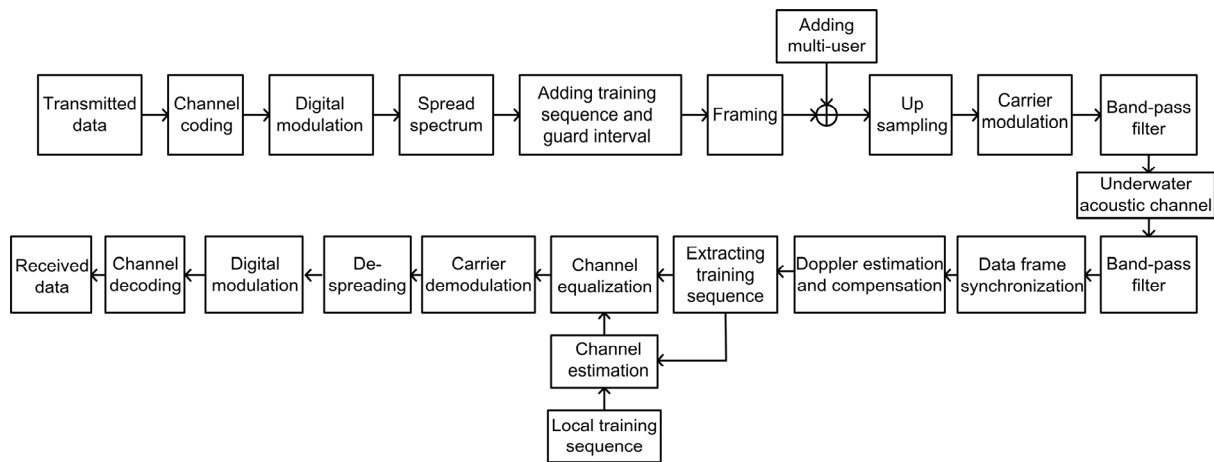 Adding
multi-user
Transmitted
data
Channel
coding
Digital
modulation
Spread
spectrum
Adding training
sequence and
guard interval
Framing
Up
sampling
Carrier
modulation
Band-pass
filter
Underwater
acoustic channel
Received
data
Channel
decoding
Digital
modulation
De-
spreading
Carrier
demodulation
Channel
equalization
Extracting
training
sequence
Doppler estimation
and compensation
Data frame
synchronization
Band-pass
filter
Channel
estimation
Local training
sequence